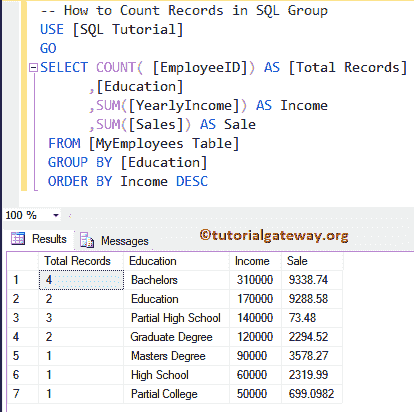 -- How to Count Records in SQL Group
USE [SQL Tutorial]
GO
SELECT COUNT( [EmployeeID]) AS [Total Records]
,[Education]
,SUM([YearlyIncome]) AS Income
,SUM([Sales]) AS Sale
FROM [MyEmployees Table]
GROUP BY [Education]
ORDER BY Income DESC
100 %
Results Messages ©tutorialgateway.org
Total Records Education Income Sale
1 4 Bachelors 310000 9338.74
2 2 Education 170000 9288.58
3 3 Partial High School 140000 73.48
4 2 Graduate Degree 120000 2294.52
5 1 Masters Degree 90000 3578.27
6 1 High School 60000 2319.99
7 1 Partial College 50000 699.0982